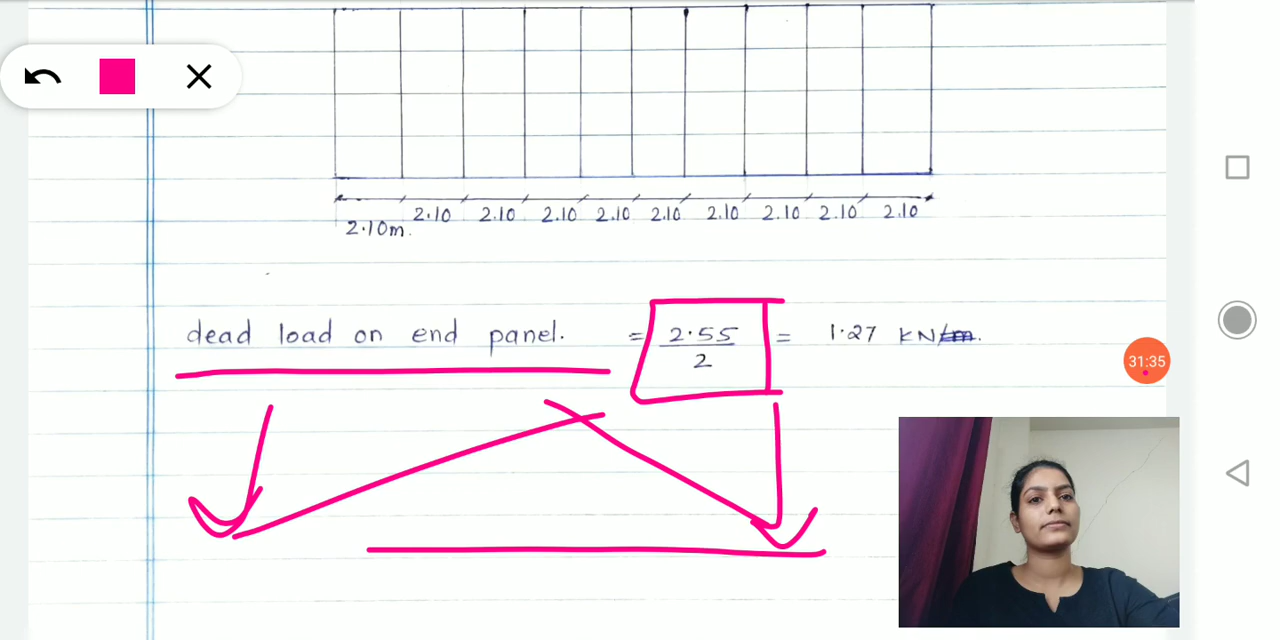 2.10 2.10 2.10 2.10 2.10 2.10 2.10 2.10 2.10
2.10m.
dead load on end panel. = 2.55/2 = 1.27 KN/m.
31:35